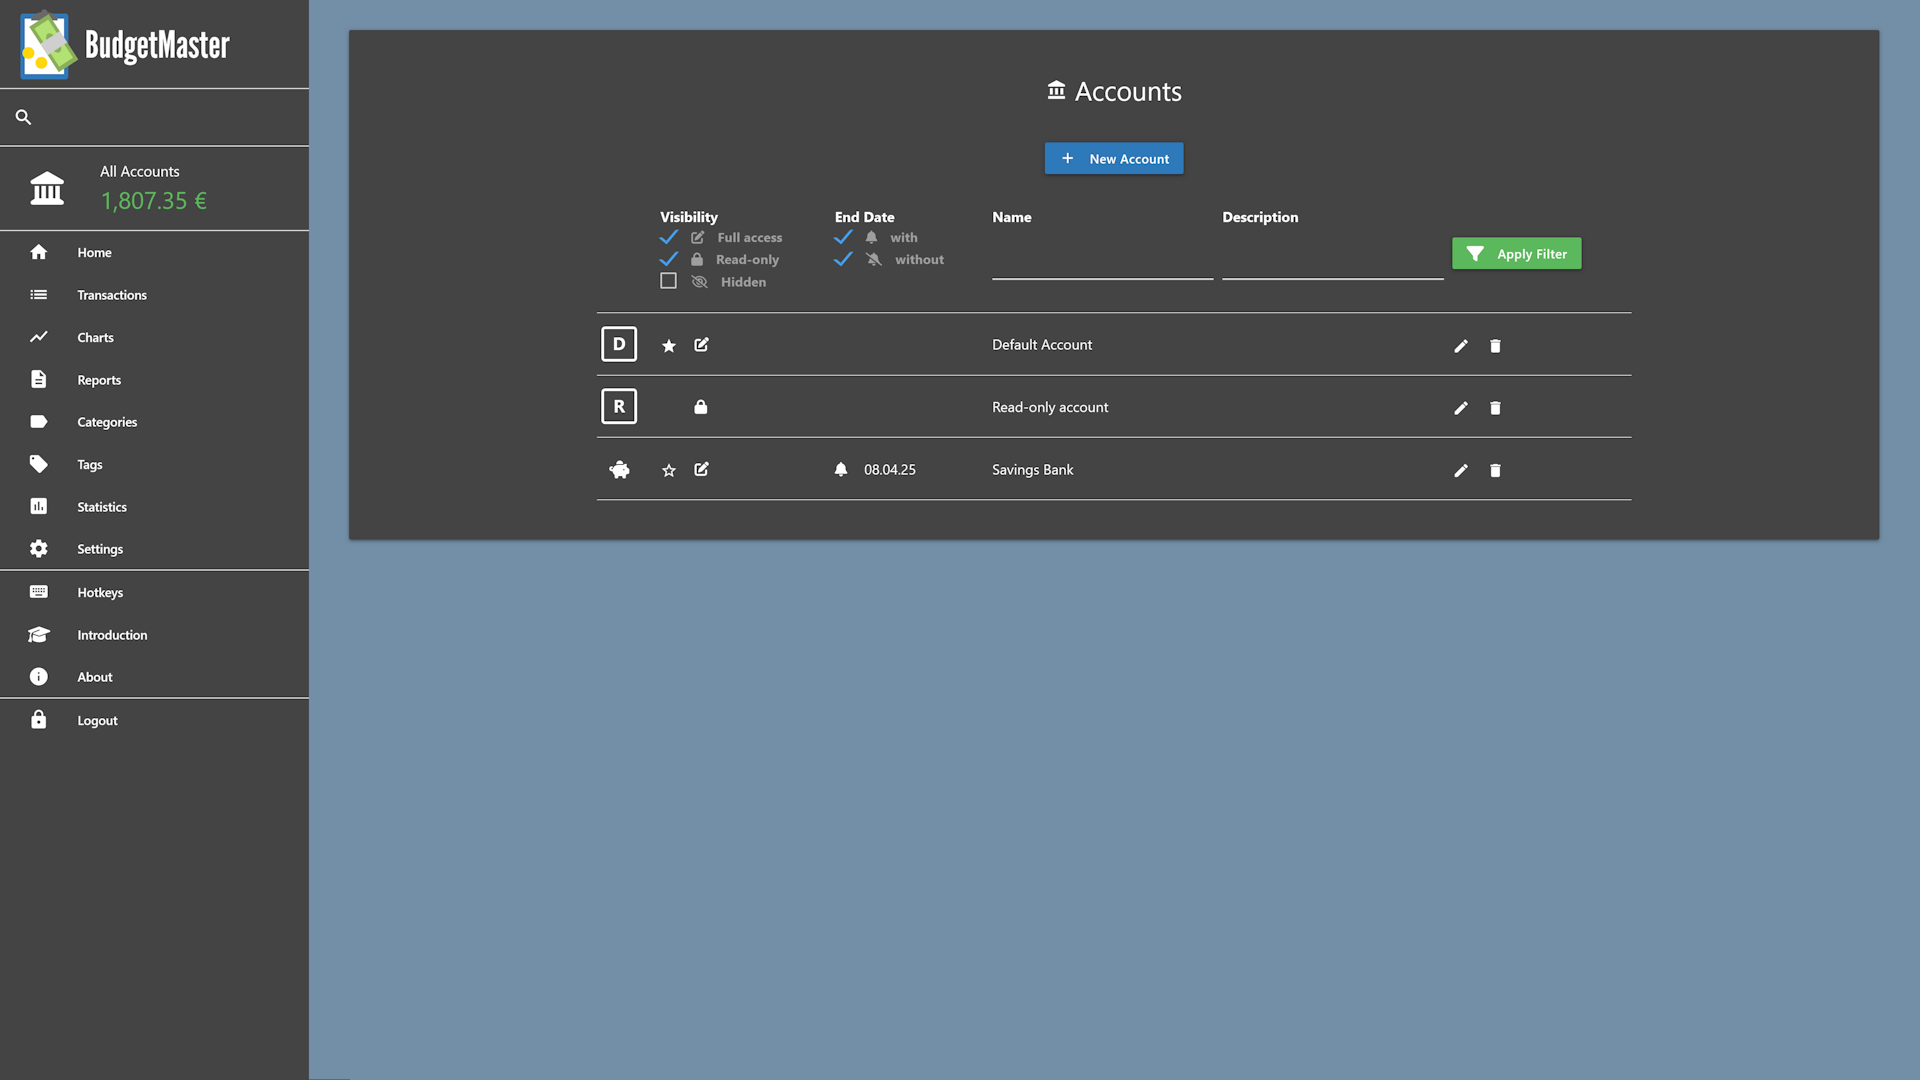 BudgetMaster
All Accounts
1,807.35 €
Home
Transactions
Charts
Reports
Categories
Tags
Statistics
Settings
Hotkeys
Introduction
About
Logout
Accounts
New Account
Visibility End Date Name Description
Full access with
Read-only without
Hidden
Apply Filter
D Default Account
R Read-only account
08.04.25 Savings Bank